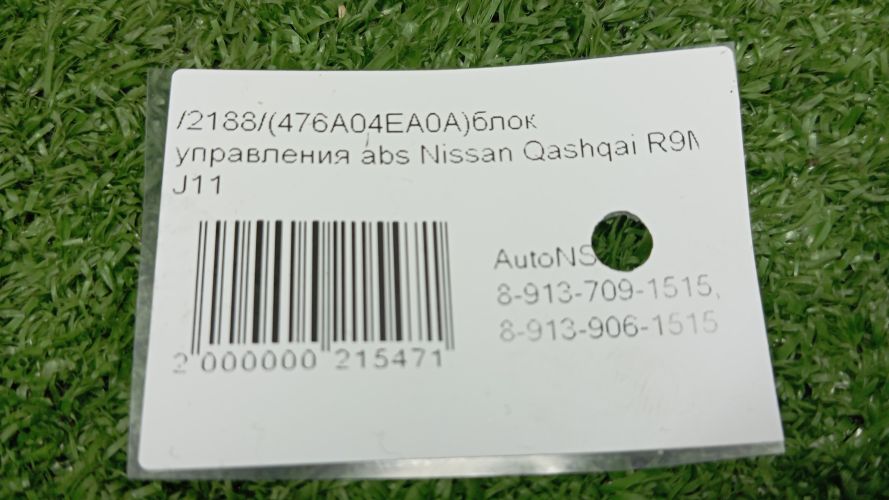 /2188/(476A04EA0A)блок
управления abs Nissan Qashqai R9M
J11
AutoNS
8-913-709-1515,
8-913-906-1515
2 000000 215471